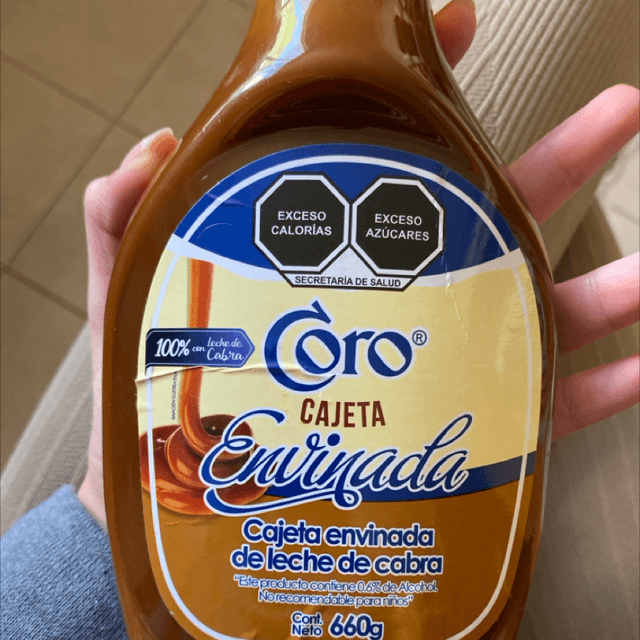 EXCESO
CALORÍAS
EXCESO
AZÚCARES
SECRETARÍA DE SALUD
Coro®
100% con Leche de
Cabra
CAJETA
Envinada
Cajeta envinada
de leche de cabra
"Este producto contiene 0.6% de Alcohol.
No recomendable para niños"
Cont.
Neto 660g